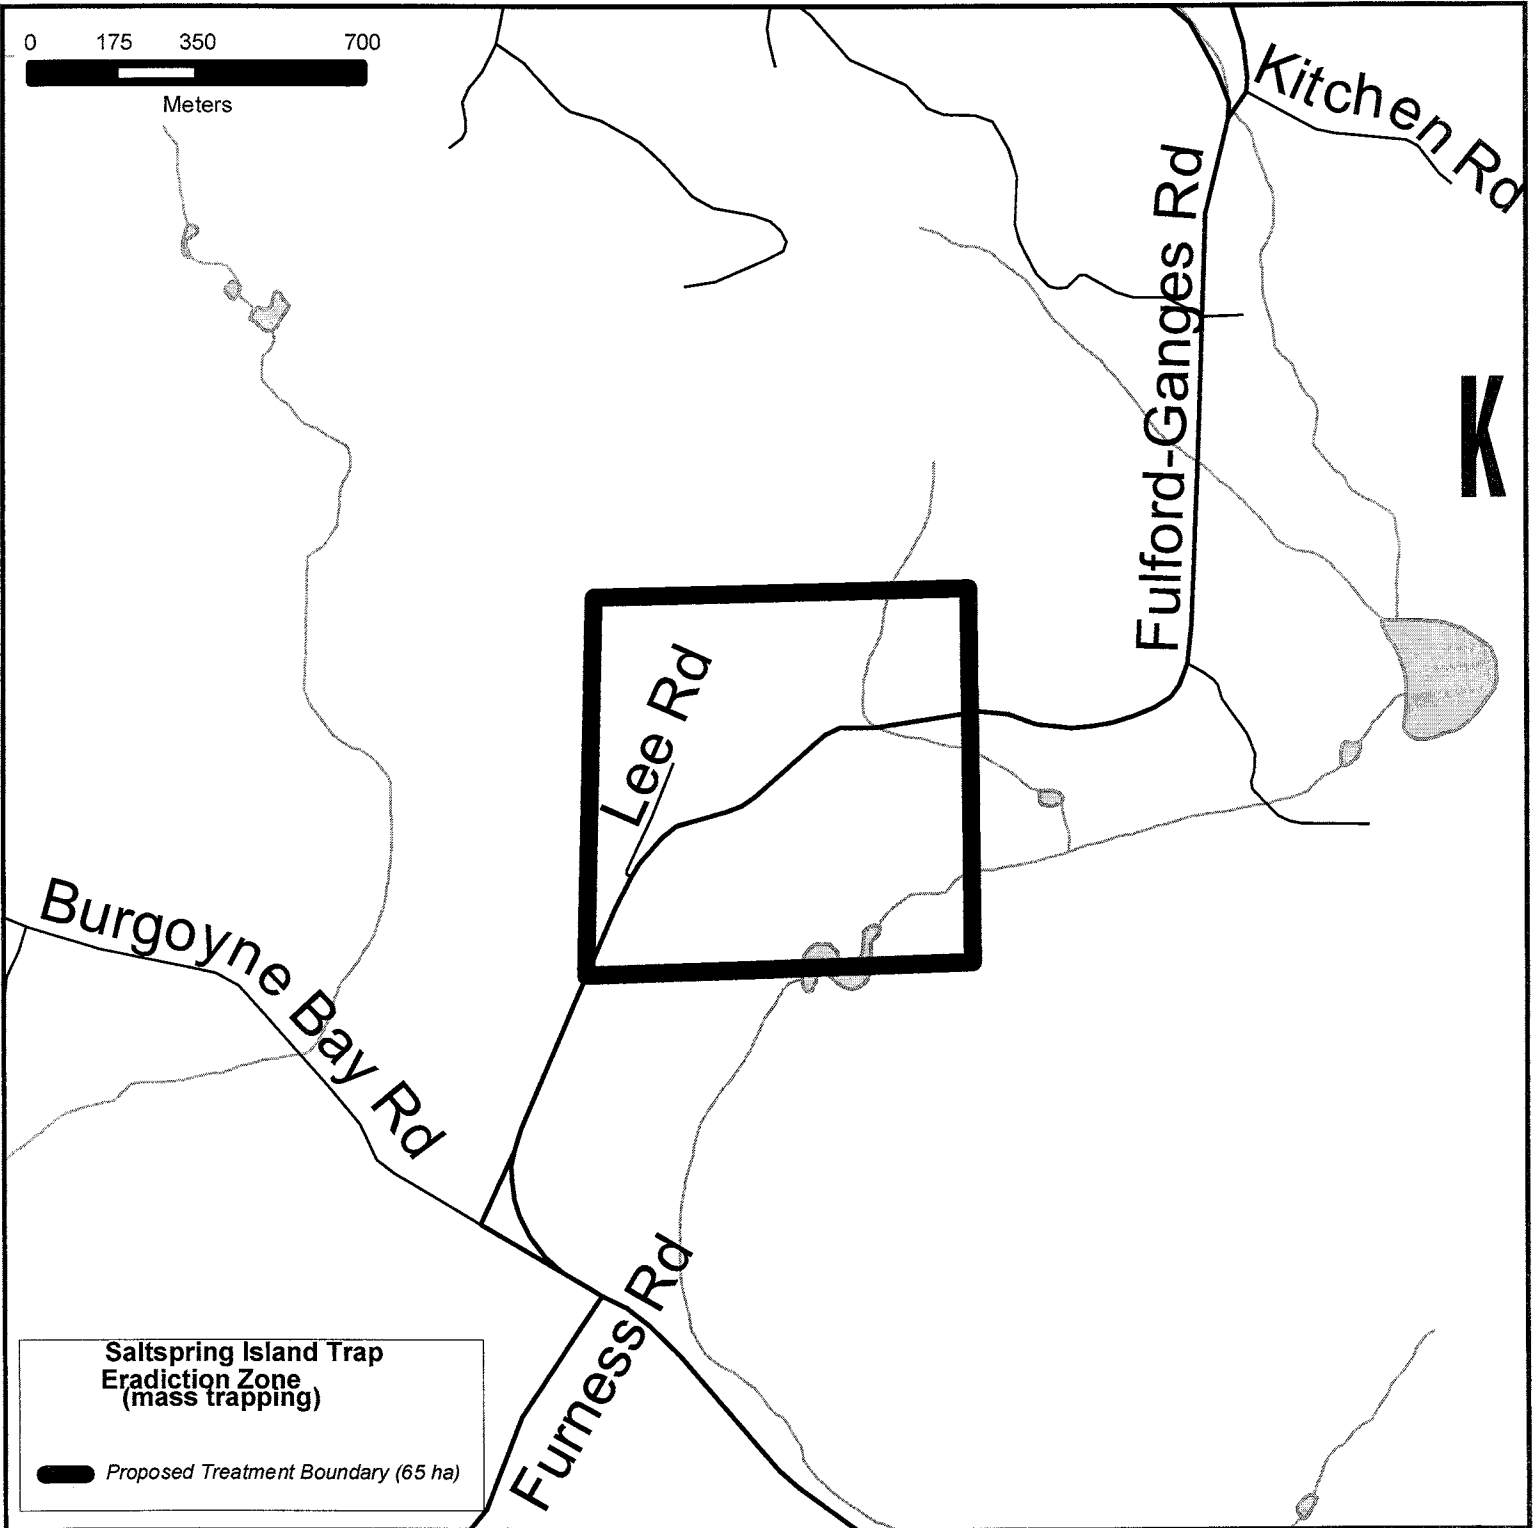 0 175 350 700
Meters
Kitchen Rd
Fulford-Ganges Rd
K
Lee Rd
Burgoyne Bay Rd
Furness Rd
Saltspring Island Trap
Eradiction Zone
(mass trapping)
Proposed Treatment Boundary (65 ha)